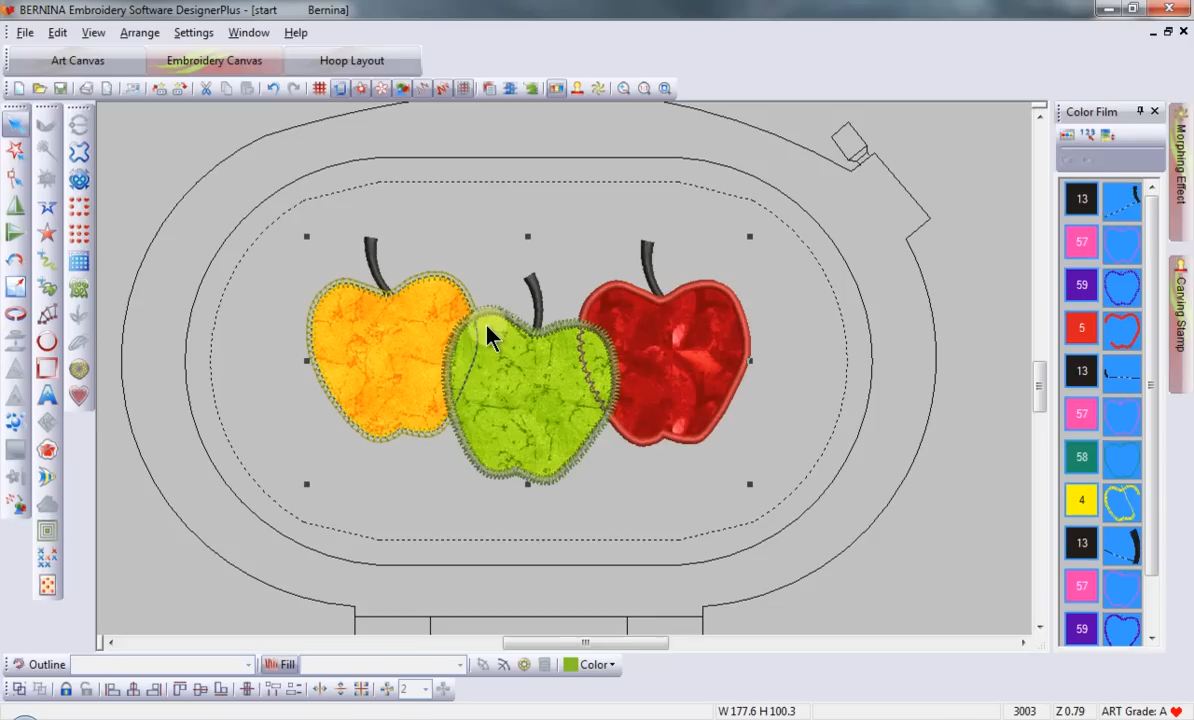 BERNINA Embroidery Software DesignerPlus - [start Bernina]
File Edit View Arrange Settings Window Help
Art Canvas Embroidery Canvas Hoop Layout
Color Film
Morphing Effect
Carving Stamp
13
57
59
5
13
57
58
4
13
57
59
Outline Fill Color
2
W 177.6 H 100.3 3003 Z 0.79 ART Grade: A